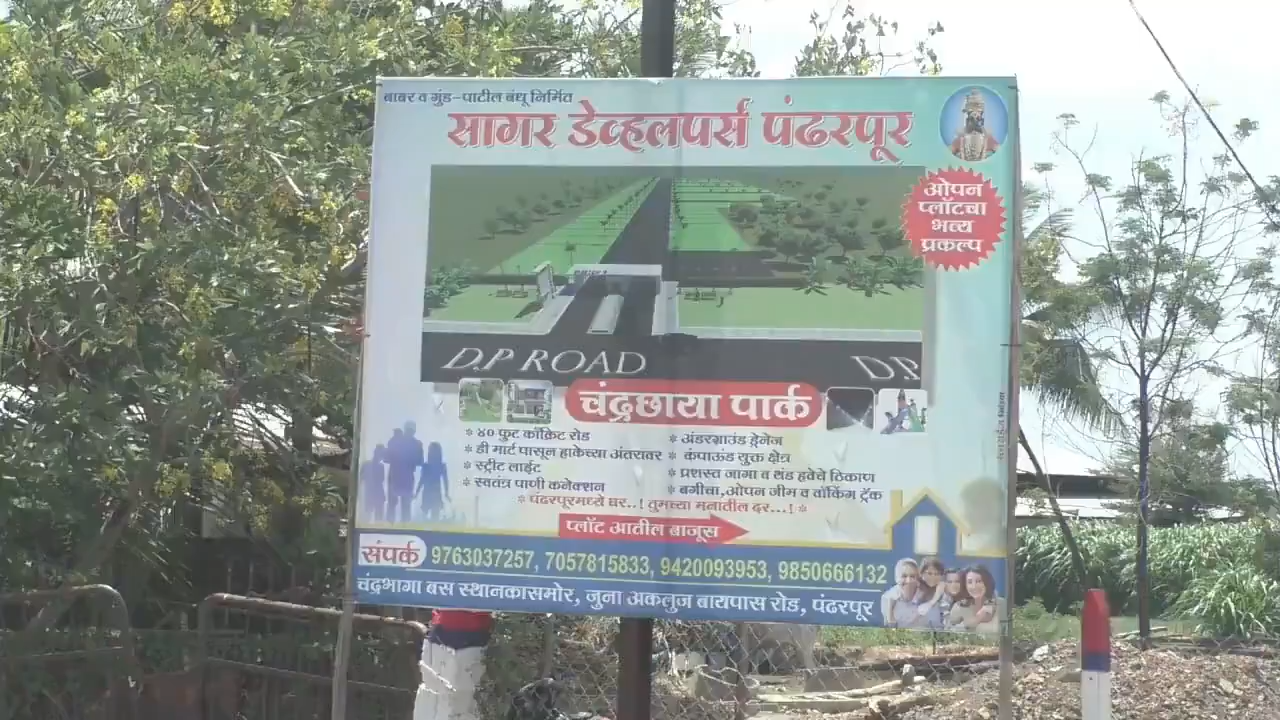 बाबर व गुंड-पाटील बंधू निर्मित
सागर डेव्हलपर्स पंढरपूर
ओपन
प्लॉटचा
भव्य
प्रकल्प
D.P ROAD
D.P
चंद्रछाया पार्क
* ४० फुट काँक्रिट रोड
* डी मार्ट पासून हाकेच्या अंतरावर
* स्ट्रीट लाईट
* स्वतंत्र पाणी कनेक्शन
* अंडरग्राउंड ड्रेनेज
* कंपाऊंड युक्त क्षेत्र
* प्रशस्त जागा व थंड हवेचे ठिकाण
* बगीचा,ओपन जीम व वॉकिंग ट्रॅक
* पंढरपूरमध्ये घर..! तुमच्या मनातील दर...! *
प्लॉट आतील बाजूस
संपर्क 9763037257, 7057815833, 9420093953, 9850666132
चंद्रभागा बस स्थानकासमोर, जुना अकलुज बायपास रोड, पंढरपूर